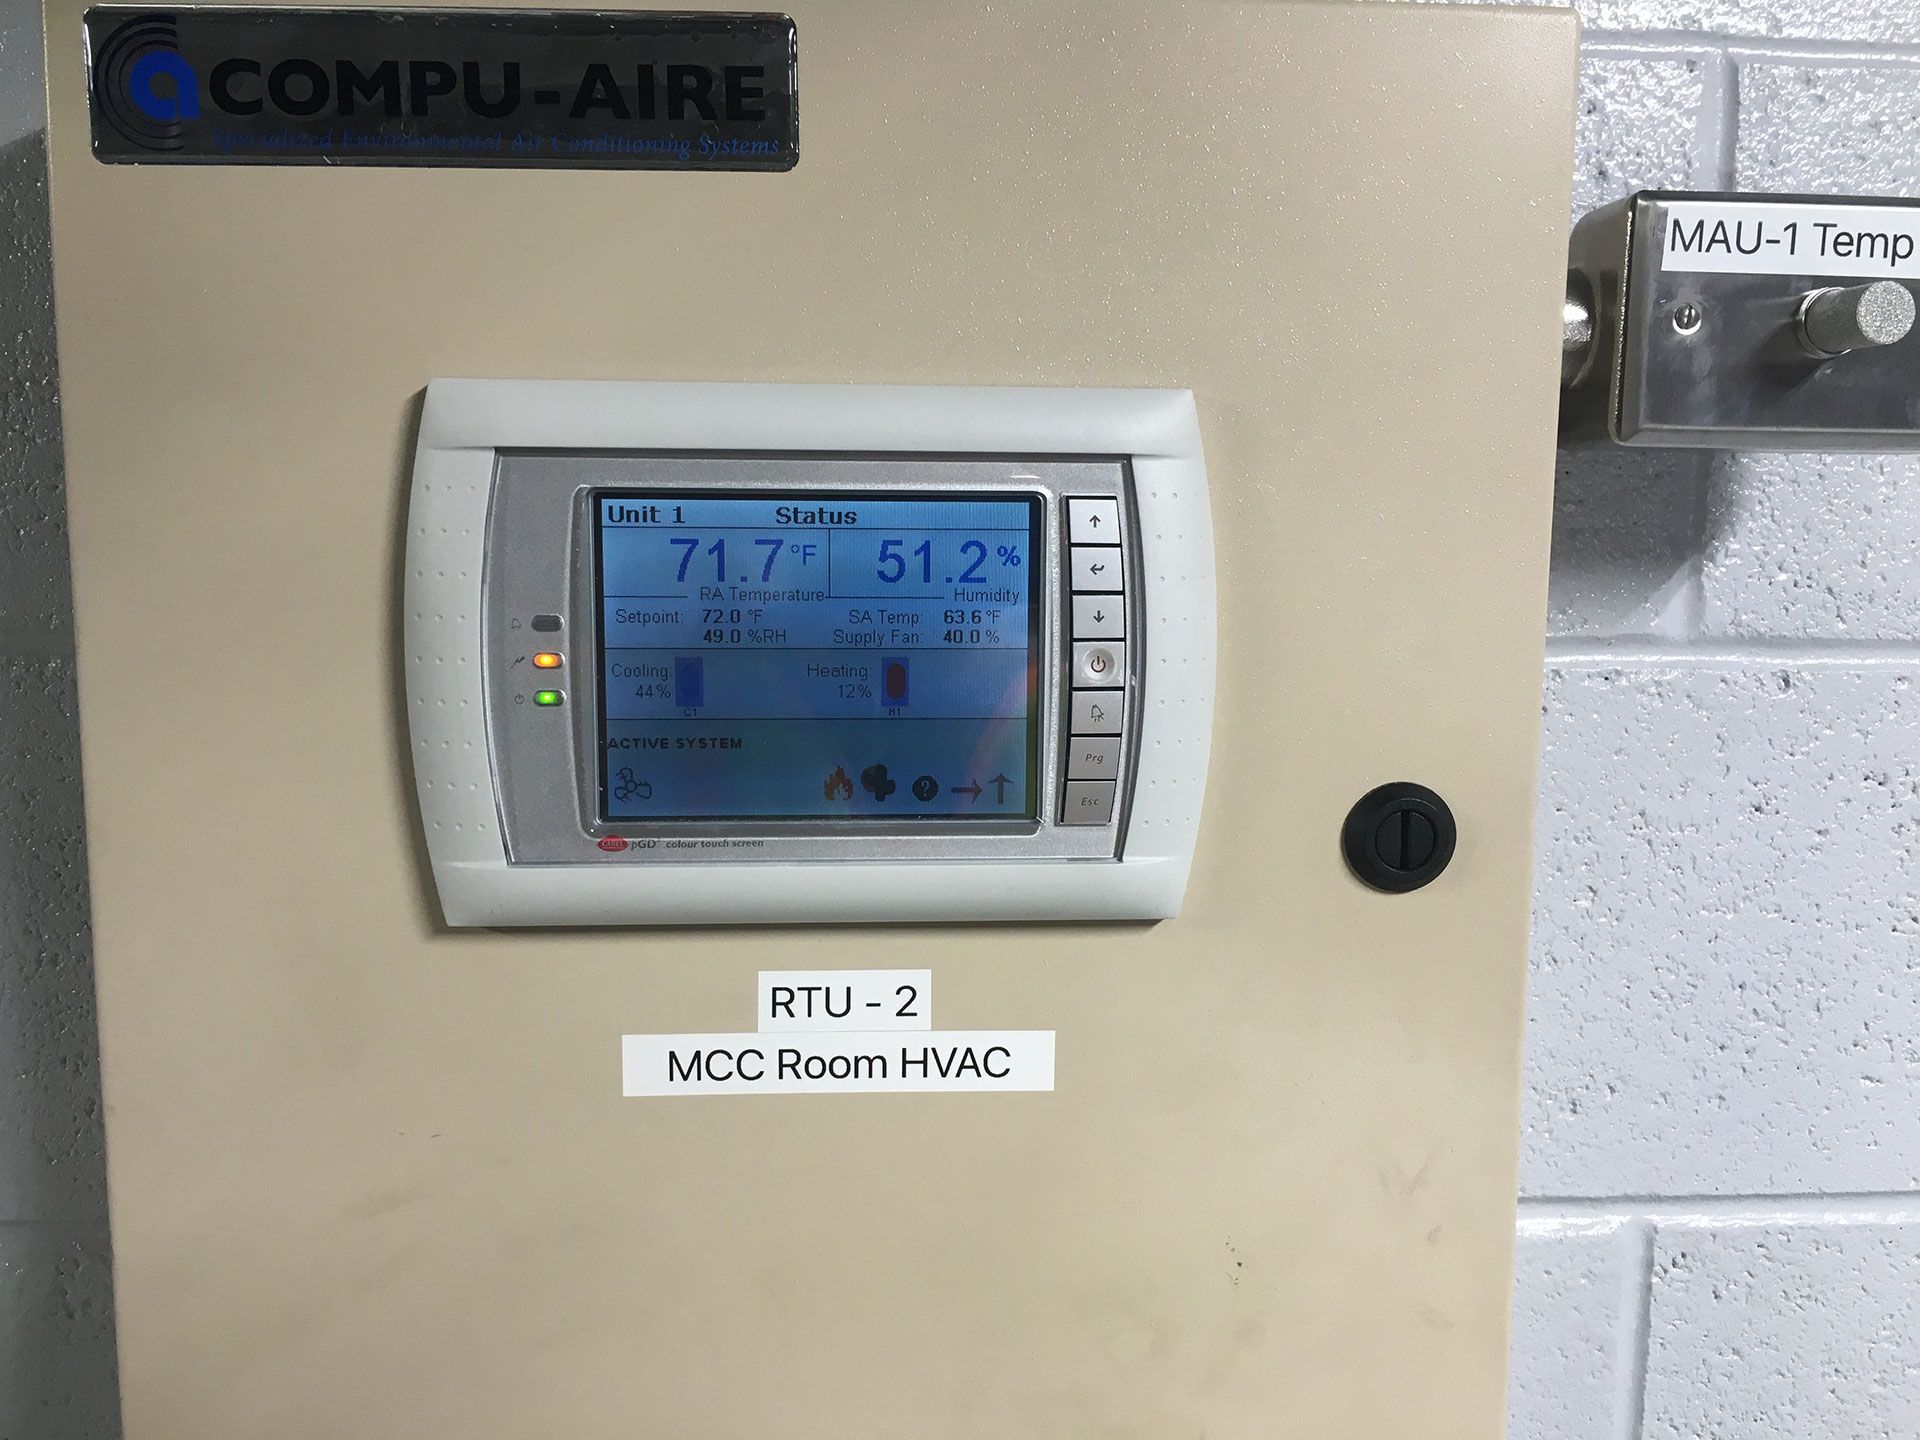 a COMPU-AIRE
Specialized Environmental Air Conditioning Systems
MAU-1 Temp
Unit 1 Status
71.7 °F 51.2 %
RA Temperature Humidity
Setpoint: 72.0 °F SA Temp: 63.6 °F
49.0 %RH Supply Fan: 40.0 %
Cooling: Heating:
44% 12%
C1 H1
ACTIVE SYSTEM
?
Prg
Esc
CAREL pGD colour touch screen
RTU - 2
MCC Room HVAC